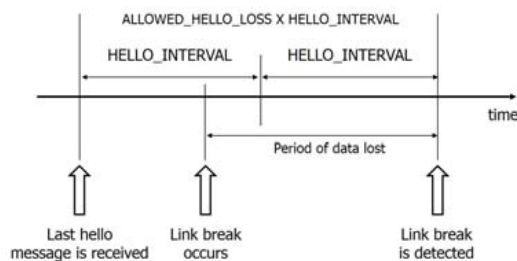 ALLOWED_HELLO_LOSS X HELLO_INTERVAL
HELLO_INTERVAL HELLO_INTERVAL
time
Period of data lost
Last hello
message is received
Link break
occurs
Link break
is detected